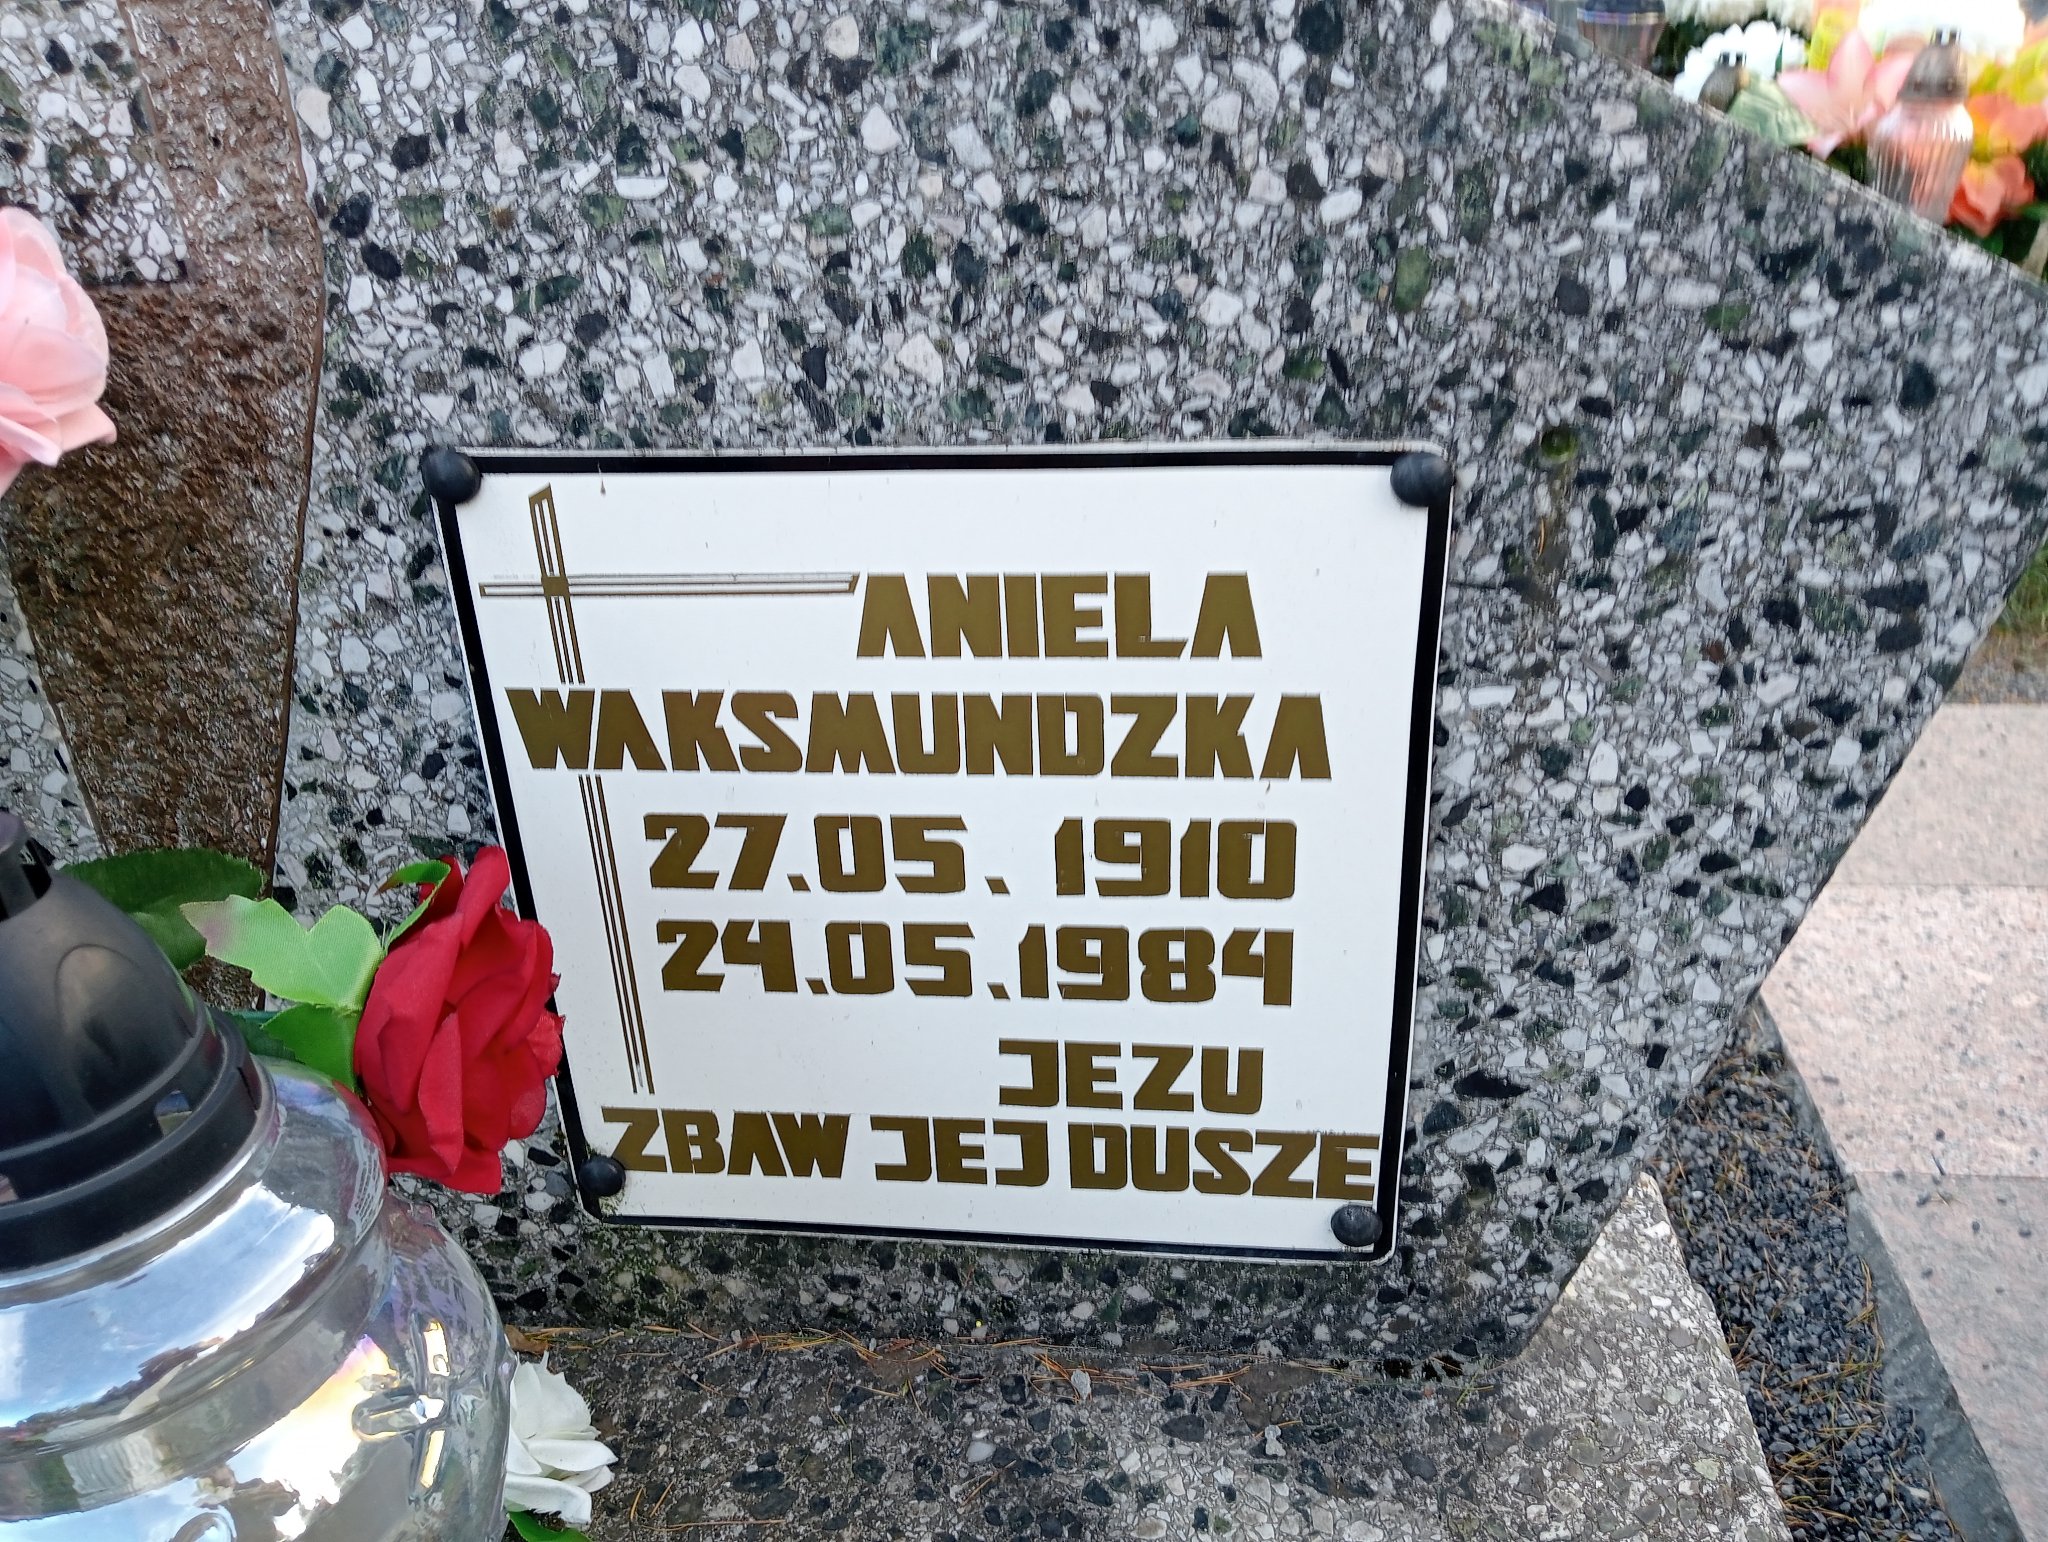 ANIELA
WAKSMUNDZKA
27.05. 1910
24.05.1984
JEZU
ZBAW JEJ DUSZE